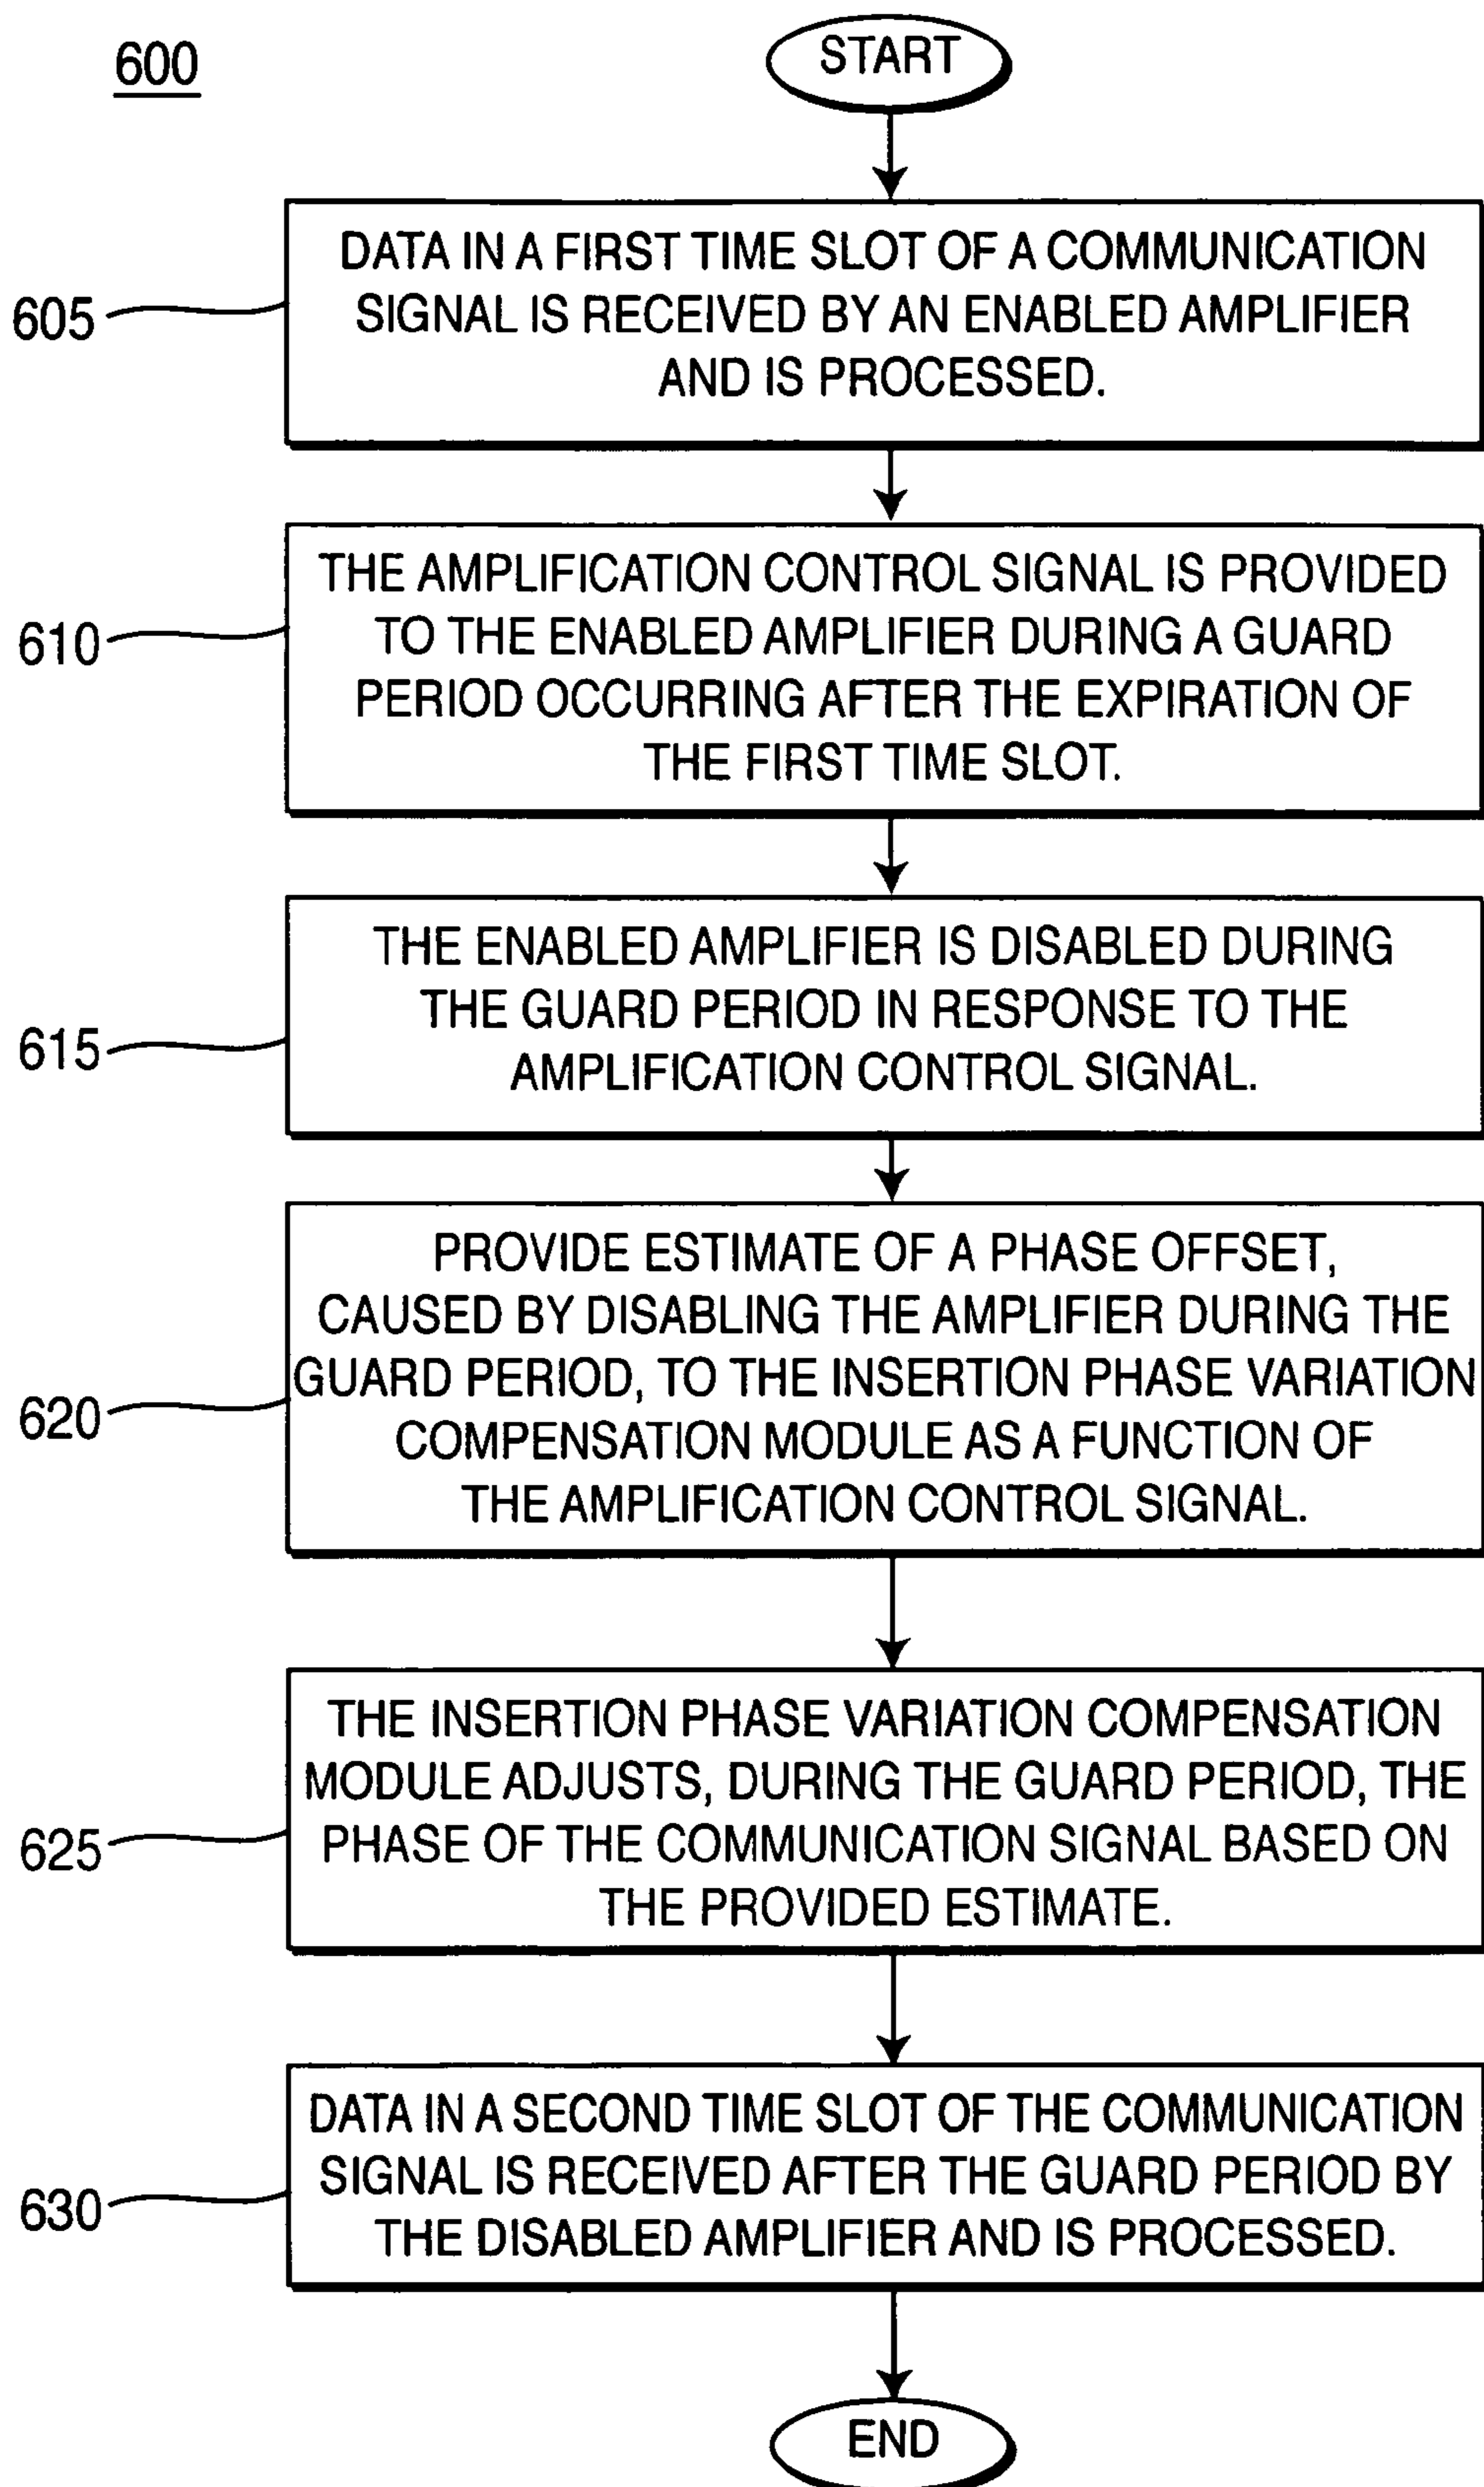 600
START
605
DATA IN A FIRST TIME SLOT OF A COMMUNICATION
SIGNAL IS RECEIVED BY AN ENABLED AMPLIFIER
AND IS PROCESSED.
610
THE AMPLIFICATION CONTROL SIGNAL IS PROVIDED
TO THE ENABLED AMPLIFIER DURING A GUARD
PERIOD OCCURRING AFTER THE EXPIRATION OF
THE FIRST TIME SLOT.
615
THE ENABLED AMPLIFIER IS DISABLED DURING
THE GUARD PERIOD IN RESPONSE TO THE
AMPLIFICATION CONTROL SIGNAL.
620
PROVIDE ESTIMATE OF A PHASE OFFSET,
CAUSED BY DISABLING THE AMPLIFIER DURING THE
GUARD PERIOD, TO THE INSERTION PHASE VARIATION
COMPENSATION MODULE AS A FUNCTION OF
THE AMPLIFICATION CONTROL SIGNAL.
625
THE INSERTION PHASE VARIATION COMPENSATION
MODULE ADJUSTS, DURING THE GUARD PERIOD, THE
PHASE OF THE COMMUNICATION SIGNAL BASED ON
THE PROVIDED ESTIMATE.
630
DATA IN A SECOND TIME SLOT OF THE COMMUNICATION
SIGNAL IS RECEIVED AFTER THE GUARD PERIOD BY
THE DISABLED AMPLIFIER AND IS PROCESSED.
END